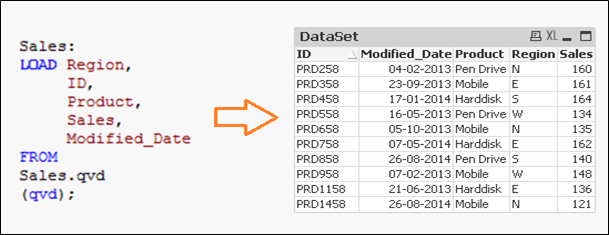 Sales:
LOAD Region,
ID,
Product,
Sales,
Modified_Date
FROM
Sales.qvd
(qvd);
DataSet XL
ID Modified_Date Product Region Sales
PRD258 04-02-2013 Pen Drive N 160
PRD358 23-09-2013 Mobile E 161
PRD458 17-01-2014 Harddisk S 164
PRD558 16-05-2013 Pen Drive W 134
PRD658 05-10-2013 Mobile N 135
PRD758 07-05-2014 Harddisk E 162
PRD858 26-08-2014 Pen Drive S 140
PRD958 07-02-2013 Mobile W 148
PRD1158 21-06-2013 Harddisk E 136
PRD1458 26-08-2014 Mobile N 121